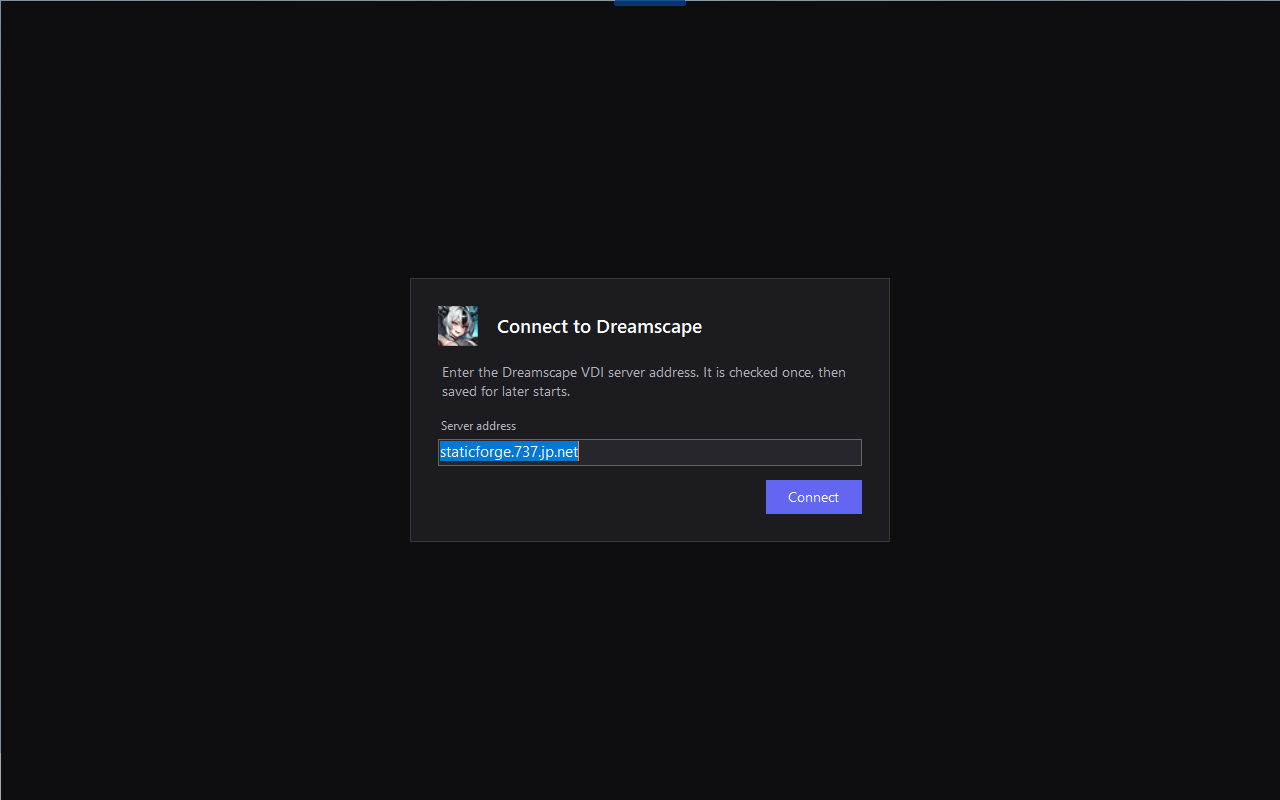 Connect to Dreamscape
Enter the Dreamscape VDI server address. It is checked once, then
saved for later starts.
Server address
staticforge.737.jp.net
Connect